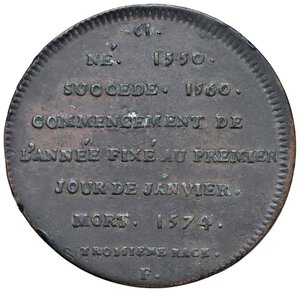 ·61·
NÉ. 1550.
SUCCEDE. 1560.
COMMENCEMENT DE
L'ANNÉE FIXÉ AU PREMIER
JOUR DE JANVIER.
MORT. 1574.
TROISIEME RACE.
F.